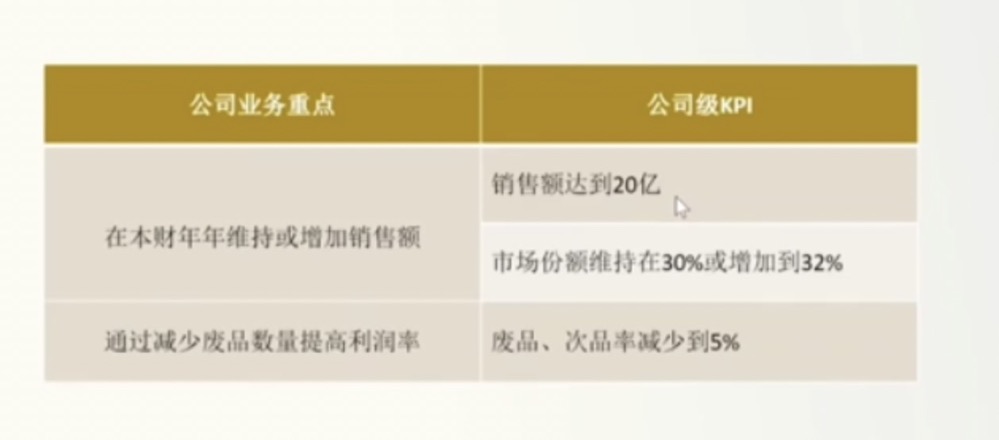 公司业务重点
公司级KPI
在本财年年维持或增加销售额
销售额达到20亿
市场份额维持在30%或增加到32%
通过减少废品数量提高利润率
废品、次品率减少到5%